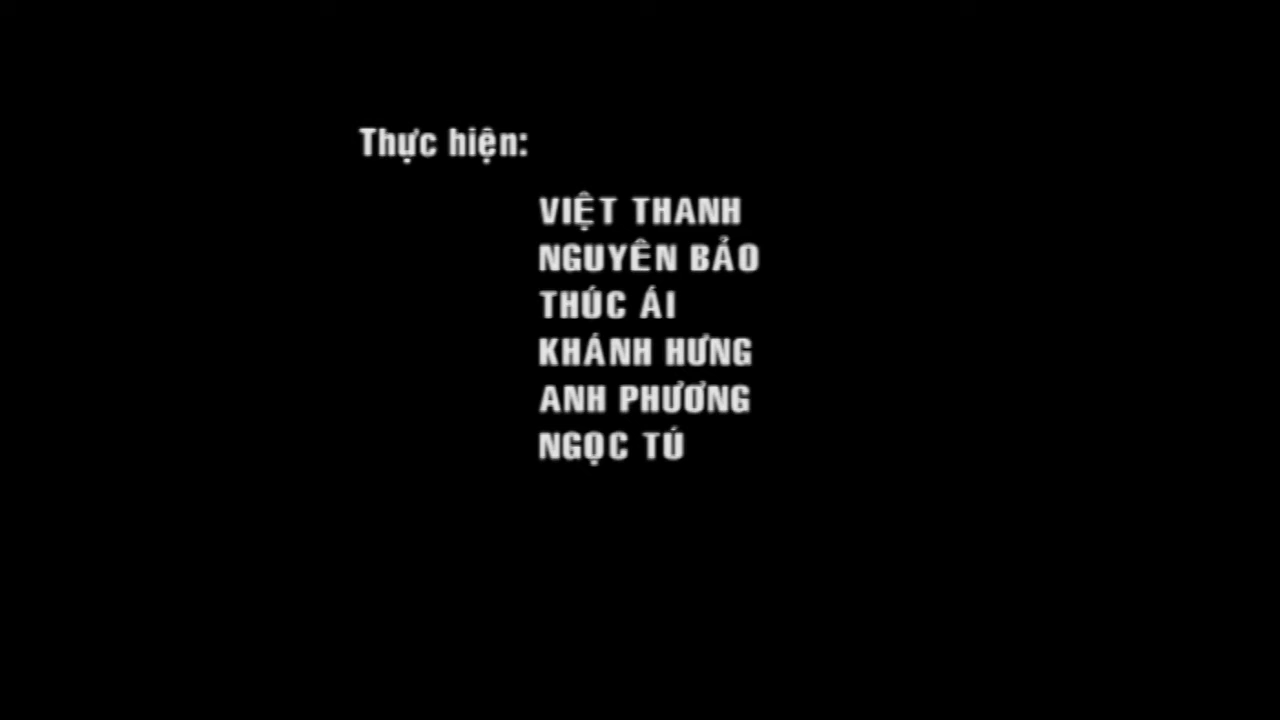 Thực hiện:
VIỆT THANH
NGUYÊN BẢO
THÚC ÁI
KHÁNH HƯNG
ANH PHƯƠNG
NGỌC TÚ